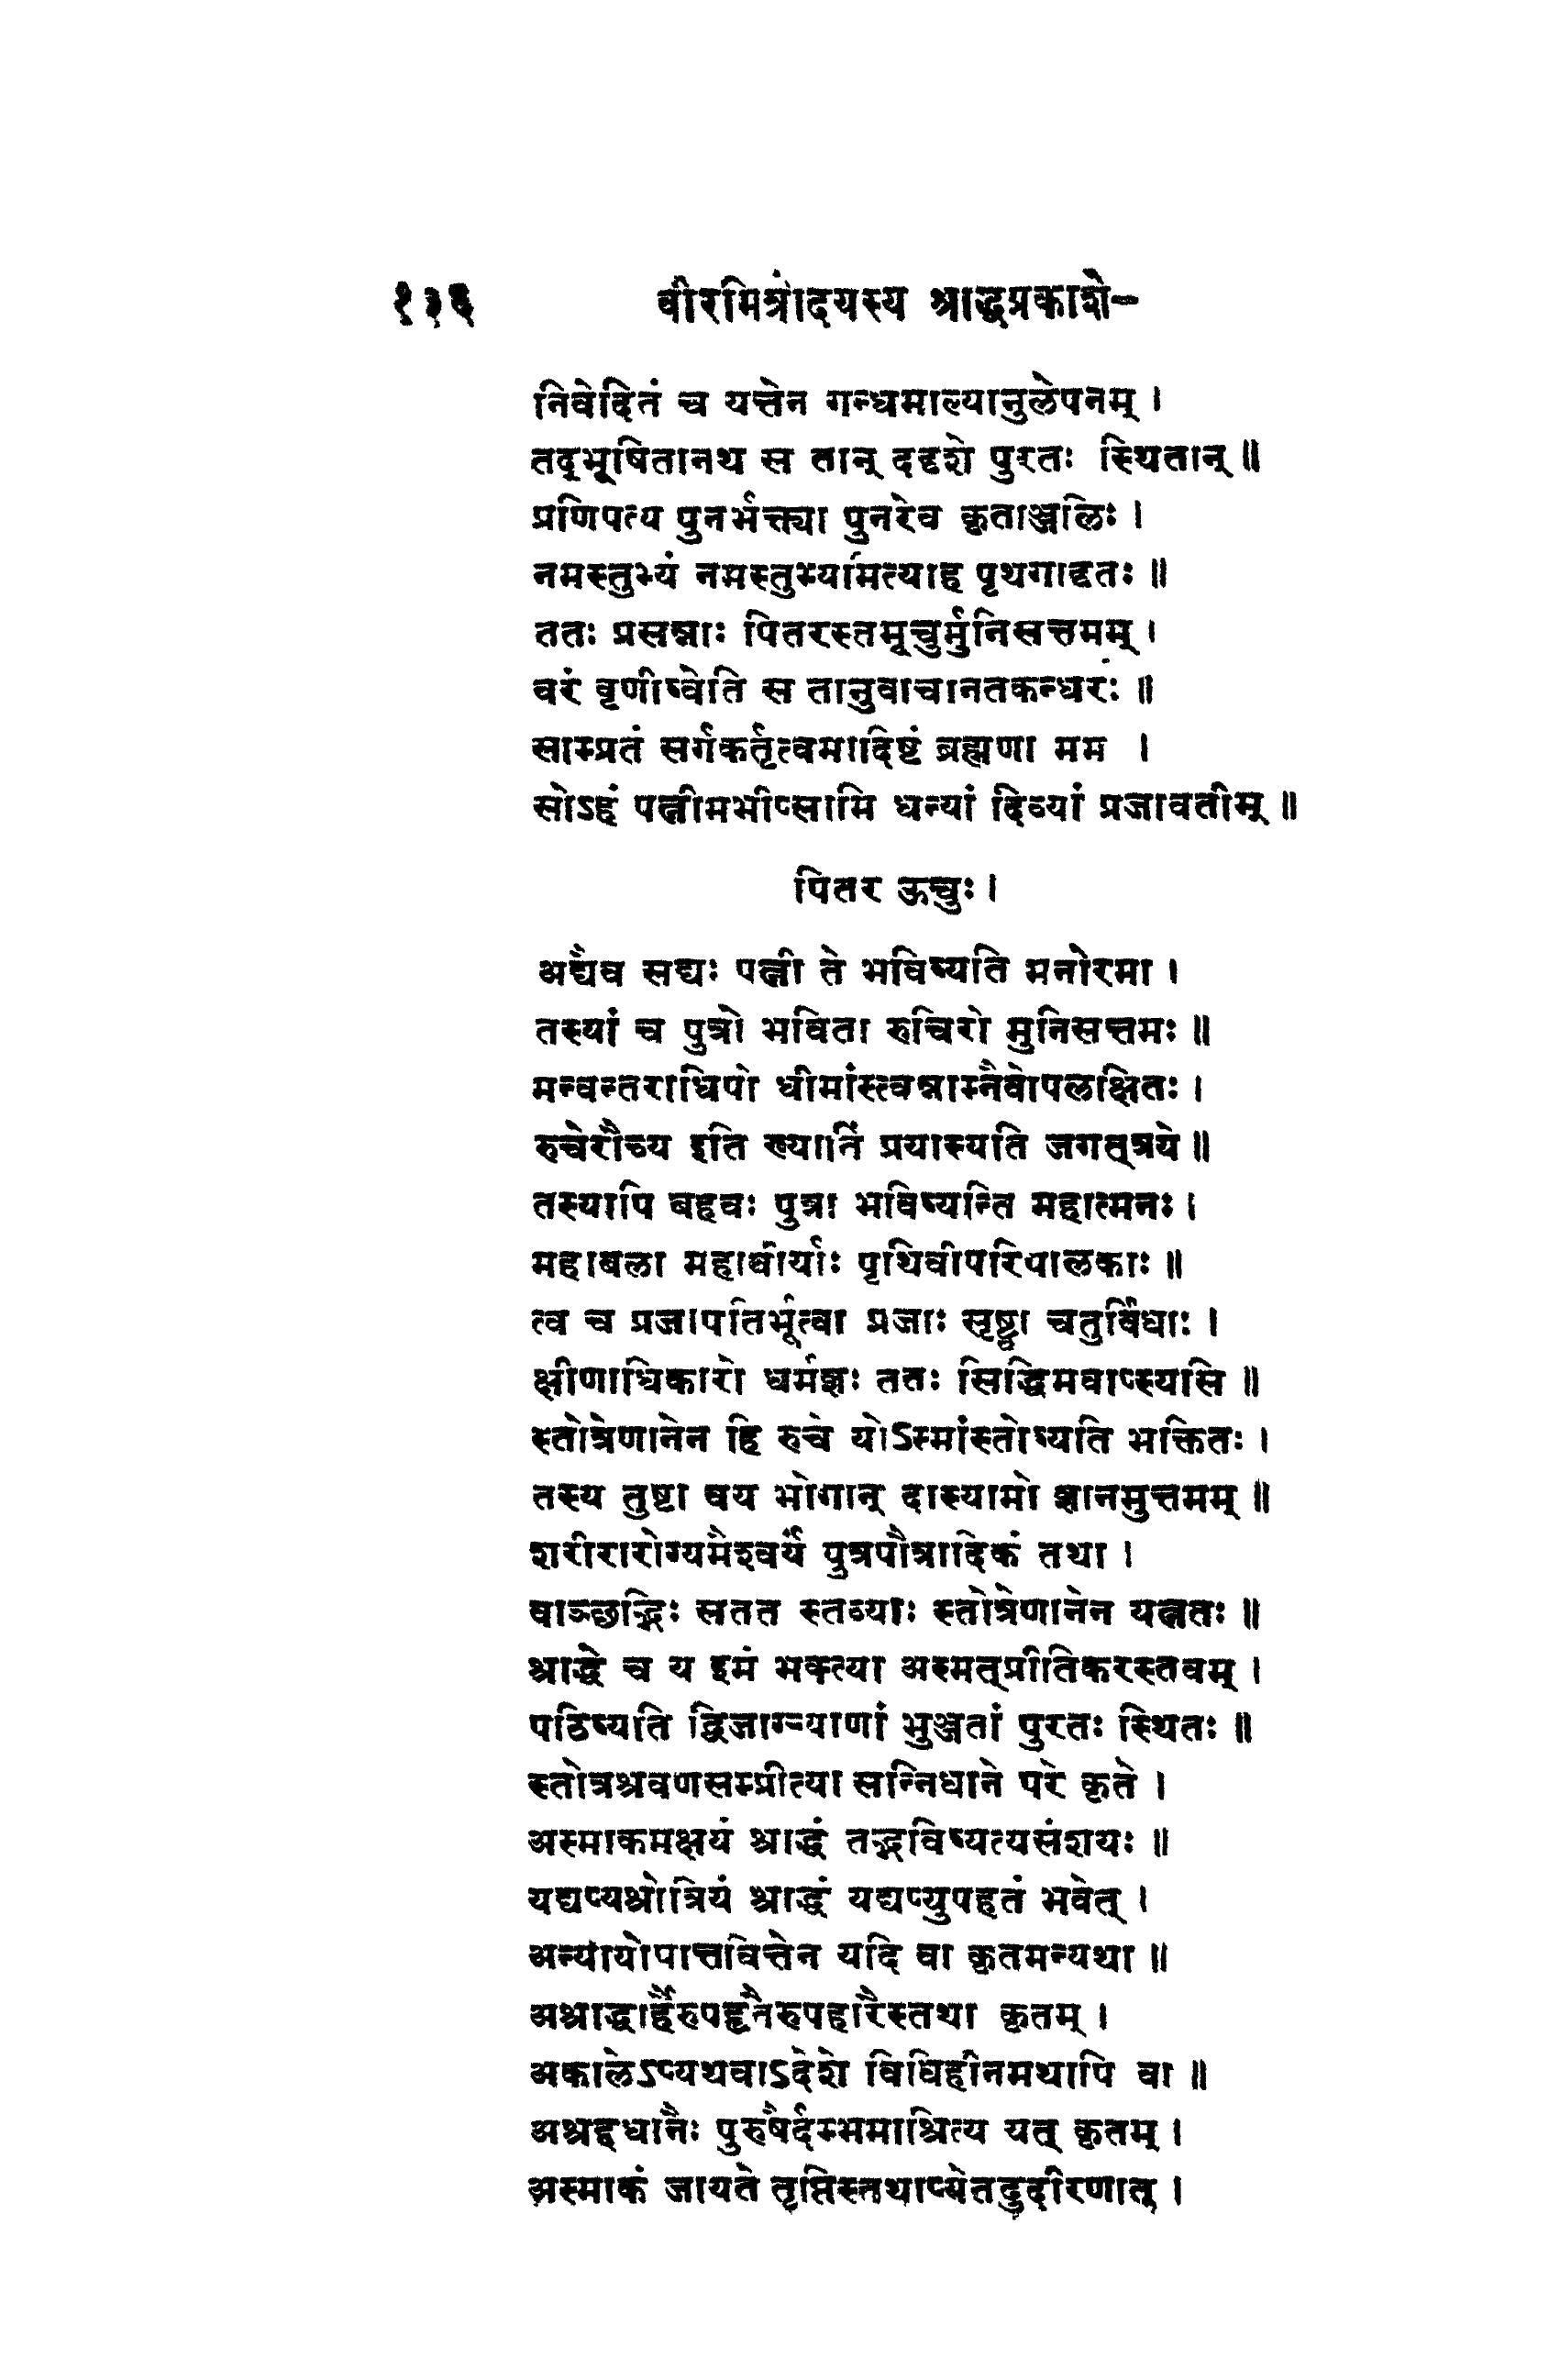 १३६ वीरमित्रोदयस्य श्राद्धप्रकाशे-
निवेदितं च यत्तेन गन्धमाल्यानुलेपनम् ।
तद्भूषितानथ स तान् ददृशे पुरतः स्थितान् ॥
प्रणिपत्य पुनर्भक्त्या पुनरेव कृताञ्जलिः ।
नमस्तुभ्यं नमस्तुभ्यमित्याह पृथगादृतः ॥
ततः प्रसन्नाः पितरस्तमूचुर्मुनिसत्तमम् ।
वरं वृणीष्वेति स तानुवाचानतकन्धरः ॥
साम्प्रतं सर्गकर्तृत्वमादिष्टं ब्रह्मणा मम ।
सोऽहं पत्नीमभीप्सामि धन्यां दिव्यां प्रजावतीम् ॥
पितर ऊचुः ।
अद्यैव सद्यः पत्नी ते भविष्यति मनोरमा ।
तस्यां च पुत्रो भविता रुचिरो मुनिसत्तमः ॥
मन्वन्तराधिपो धीमांस्त्वन्नाम्नैवोपलक्षितः ।
रुचेरौच्य इति ख्यातिं प्रयास्यति जगत्त्रये ॥
तस्यापि बहवः पुत्रा भविष्यन्ति महात्मनः ।
महाबला महावीर्याः पृथिवीपरिपालकाः ॥
त्व च प्रजापतिर्भूत्वा प्रजाः सृष्ट्वा चतुर्विधाः ।
क्षीणाधिकारो धर्मज्ञः ततः सिद्धिमवाप्स्यसि ॥
स्तोत्रेणानेन हि रुचे योऽस्मांस्तोष्यति भक्तितः ।
तस्य तुष्टा वय भोगान् दास्यामो ज्ञानमुत्तमम् ॥
शरीरारोग्यमैश्वर्यं पुत्रपौत्रादिकं तथा ।
वाञ्छद्भिः सतत स्तव्याः स्तोत्रेणानेन यत्नतः ॥
श्राद्धे च य इमं भक्त्या अस्मत्प्रीतिकरस्तवम् ।
पठिष्यति द्विजाग्र्याणां भुञ्जतां पुरतः स्थितः ॥
स्तोत्रश्रवणसम्प्रीत्या सन्निधाने परे कृते ।
अस्माकमक्षयं श्राद्धं तद्भविष्यत्यसंशयः ॥
यद्यप्यश्रोत्रियं श्राद्धं यद्यप्युपहतं भवेत् ।
अन्यायोपात्तवित्तेन यदि वा कृतमन्यथा ॥
अश्राद्धार्हैरुपहृतैरुपहारैस्तथा कृतम् ।
अकालेऽप्यथवाऽदेशे विधिहीनमथापि वा ॥
अश्रद्दधानैः पुरुषैर्दम्भमाश्रित्य यत् कृतम् ।
अस्माकं जायते तृप्तिस्तथाप्येतदुदीरणात् ।